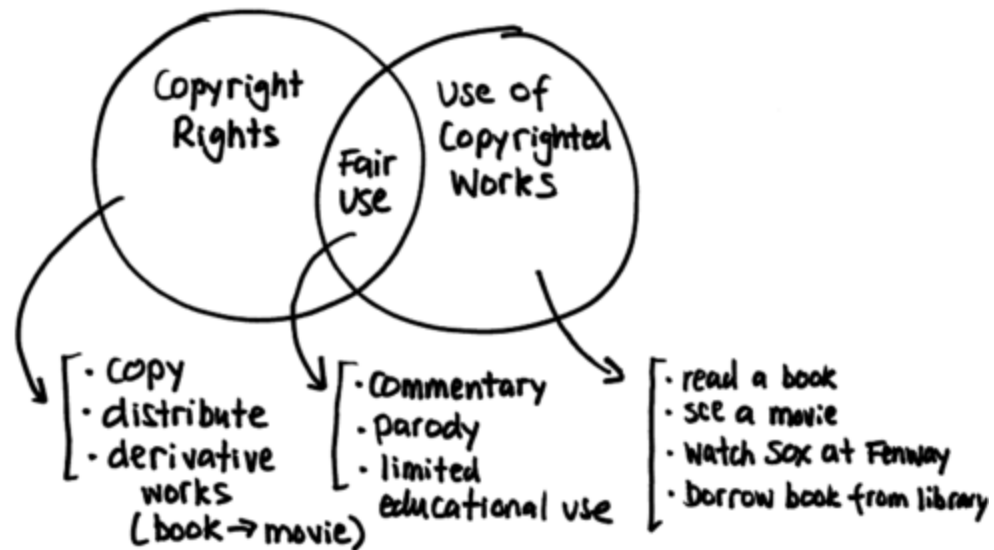 Copyright
Rights
Fair
Use
Use of
Copyrighted
Works
· copy
· distribute
· derivative
works
(book → movie)
· commentary
· parody
· limited
educational use
· read a book
· see a movie
· watch Sox at Fenway
· borrow book from library